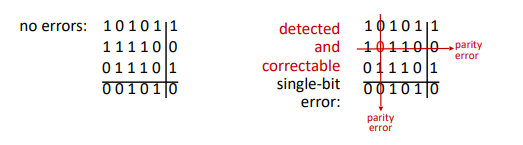 no errors: 1 0 1 0 1 1
1 1 1 1 0 0
0 1 1 1 0 1
0 0 1 0 1 0
detected
and
correctable
single-bit
error:
1 0 1 0 1 1
1 0 1 1 0 0
0 1 1 1 0 1
0 0 1 0 1 0
parity
error
parity
error